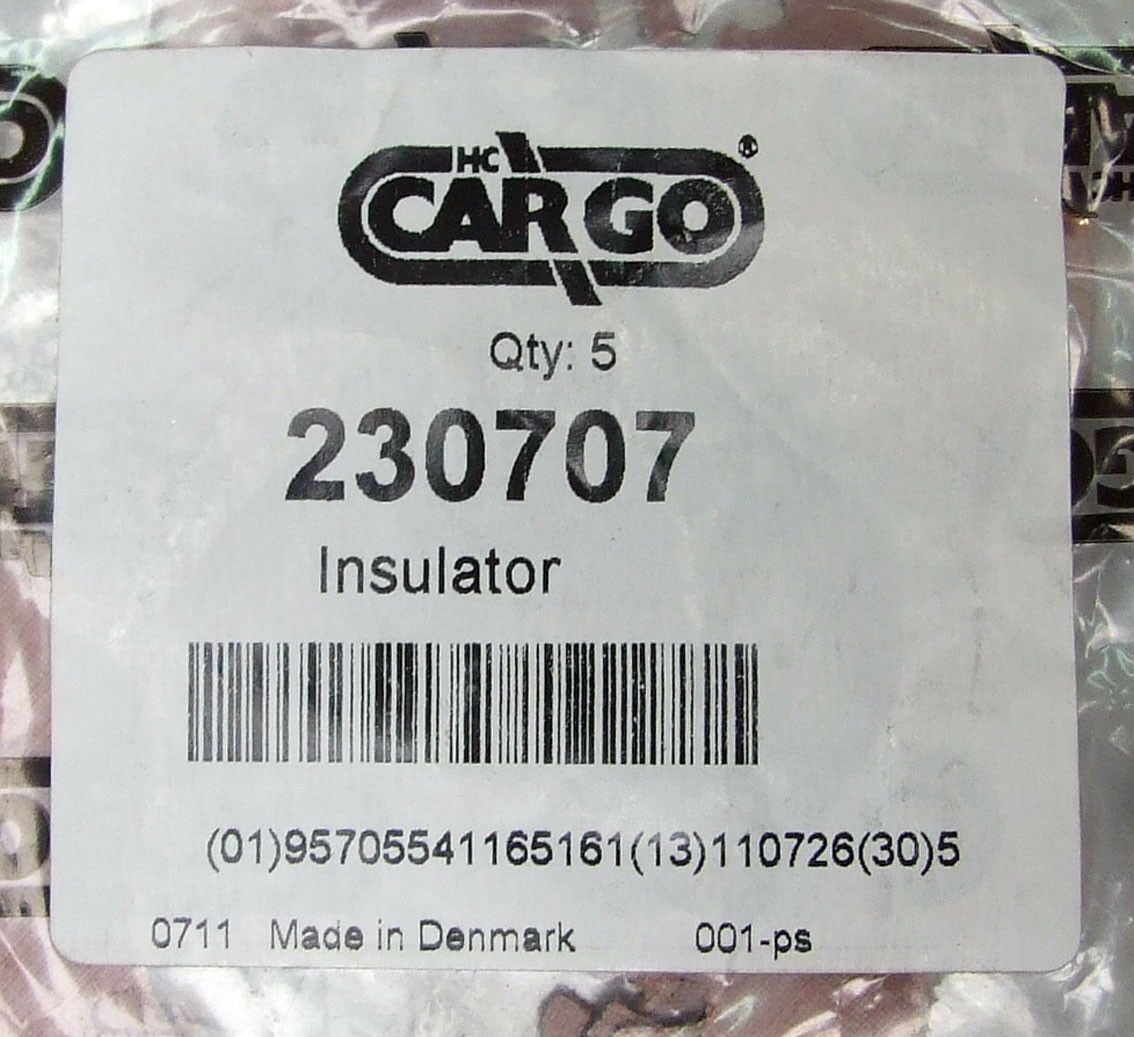 HC
CARGO®
Qty: 5
230707
Insulator
(01)95705541165161(13)110726(30)5
0711 Made in Denmark 001-ps